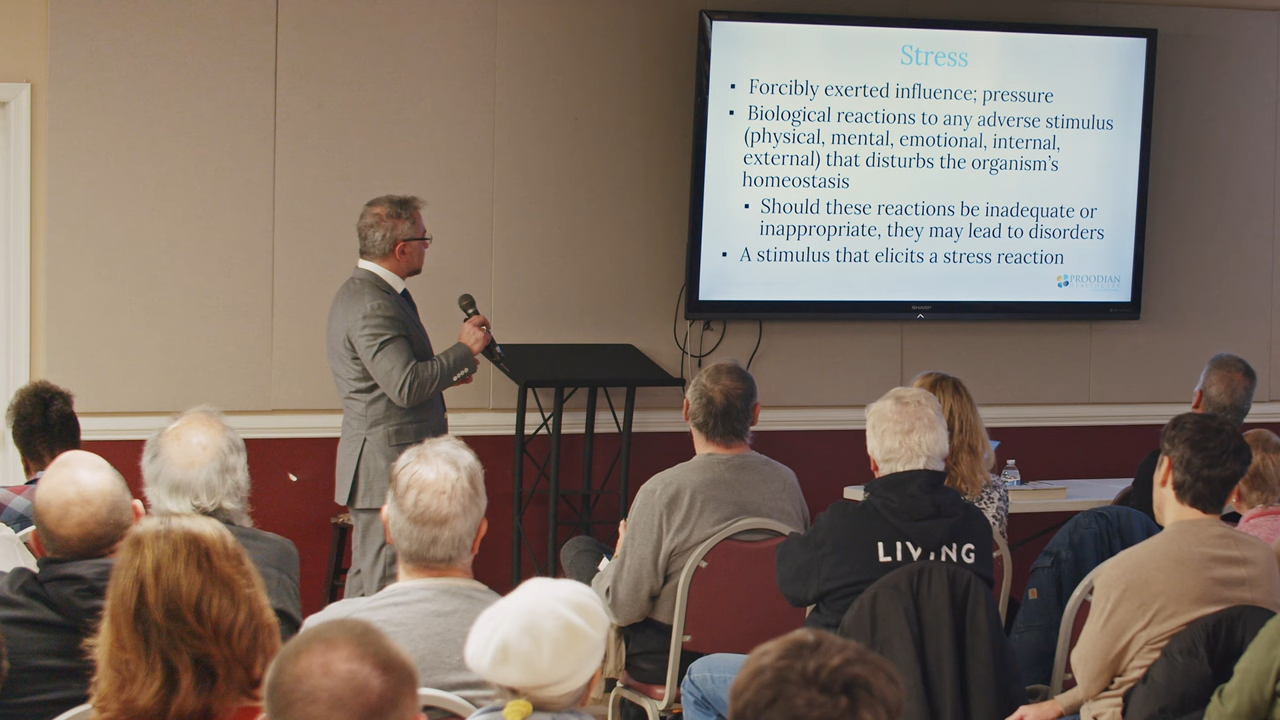 Stress
▪ Forcibly exerted influence; pressure
▪ Biological reactions to any adverse stimulus
(physical, mental, emotional, internal,
external) that disturbs the organism's
homeostasis
▪ Should these reactions be inadequate or
inappropriate, they may lead to disorders
▪ A stimulus that elicits a stress reaction
PROODIAN
SHARP
LIVING